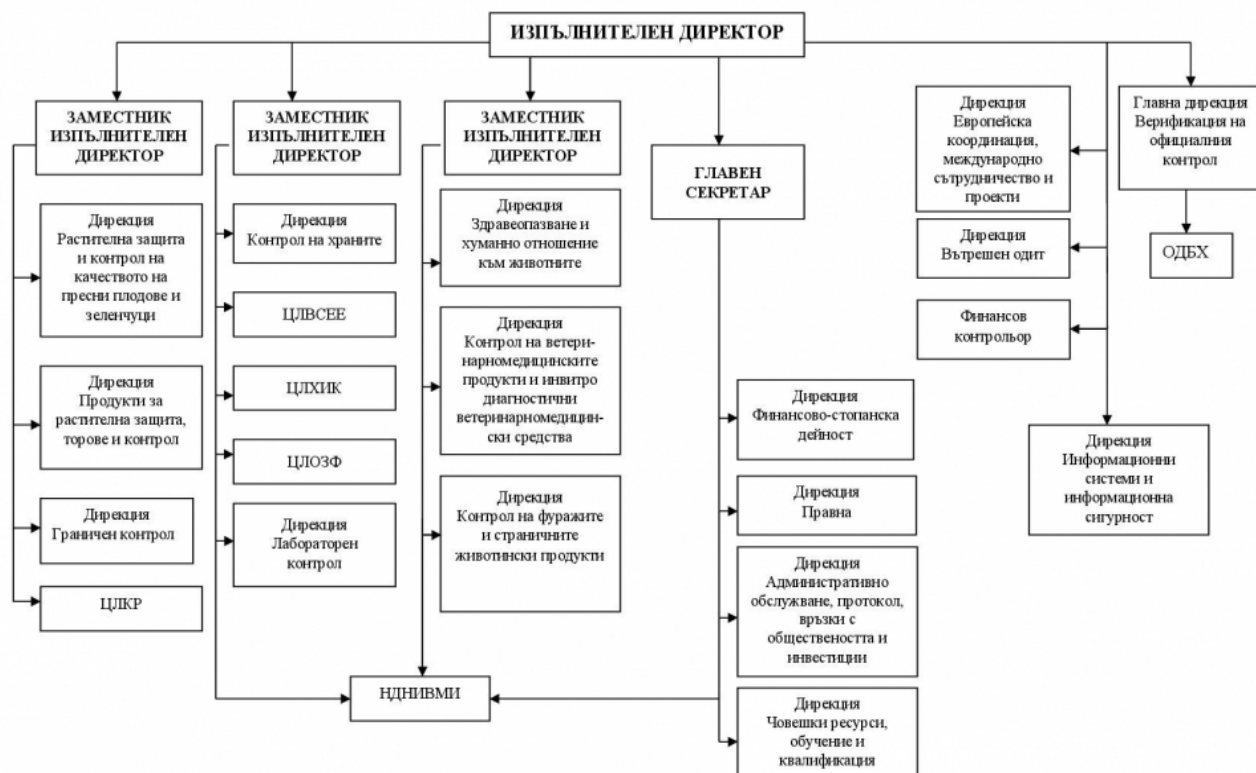 ИЗПЪЛНИТЕЛЕН ДИРЕКТОР
ЗАМЕСТНИК
ИЗПЪЛНИТЕЛЕН
ДИРЕКТОР
Дирекция
Растителна защита
и контрол на
качеството на
пресни плодове и
зеленчуци
Дирекция
Продукти за
растителна защита,
торове и контрол
Дирекция
Граничен контрол
ЦЛКР
ЗАМЕСТНИК
ИЗПЪЛНИТЕЛЕН
ДИРЕКТОР
Дирекция
Контрол на храните
ЦЛВСЕЕ
ЦЛХИК
ЦЛОЗФ
Дирекция
Лабораторен
контрол
ЗАМЕСТНИК
ИЗПЪЛНИТЕЛЕН
ДИРЕКТОР
Дирекция
Здравеопазване и
хуманно отношение
към животните
Дирекция
Контрол на ветери-
нарномедицинските
продукти и инвитро
диагностични
ветеринарномедицин-
ски средства
Дирекция
Контрол на фуражите
и страничните
животински продукти
НДНИВМИ
ГЛАВЕН
СЕКРЕТАР
Дирекция
Финансово-стопанска
дейност
Дирекция
Правна
Дирекция
Административно
обслужване, протокол,
връзки с
обществеността и
инвестиции
Дирекция
Човешки ресурси,
обучение и
квалификация
Дирекция
Европейска
координация,
международно
сътрудничество и
проекти
Дирекция
Вътрешен одит
Финансов
контрольор
Дирекция
Информационни
системи и
информационна
сигурност
Главна дирекция
Верификация на
официалния
контрол
ОДБХ